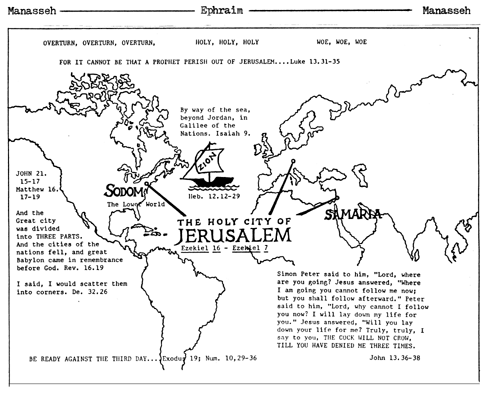 Manasseh Ephraim Manasseh
OVERTURN, OVERTURN, OVERTURN, HOLY, HOLY, HOLY WOE, WOE, WOE
FOR IT CANNOT BE THAT A PROPHET PERISH OUT OF JERUSALEM....Luke 13.31-35
By way of the sea,
beyond Jordan, in
Galilee of the
Nations. Isaiah 9.
ZION
Heb. 12.12-29
JOHN 21.
15-17
Matthew 16.
17-19
SODOM
The Lower World
And the
Great city
was divided
into THREE PARTS.
And the cities of the
nations fell, and great
Babylon came in remembrance
before God. Rev. 16.19
I said, I would scatter them
into corners. De. 32.26
THE HOLY CITY OF
JERUSALEM
Ezekiel 16 - Ezekiel 7
SAMARIA
Simon Peter said to him, "Lord, where
are you going? Jesus answered, "Where
I am going you cannot follow me now;
but you shall follow afterward." Peter
said to him, "Lord, why cannot I follow
you now? I will lay down my life for
you." Jesus answered, "Will you lay
down your life for me? Truly, truly, I
say to you, THE COCK WILL NOT CROW,
TILL YOU HAVE DENIED ME THREE TIMES.
John 13.36-38
BE READY AGAINST THE THIRD DAY....Exodus 19; Num. 10,29-36